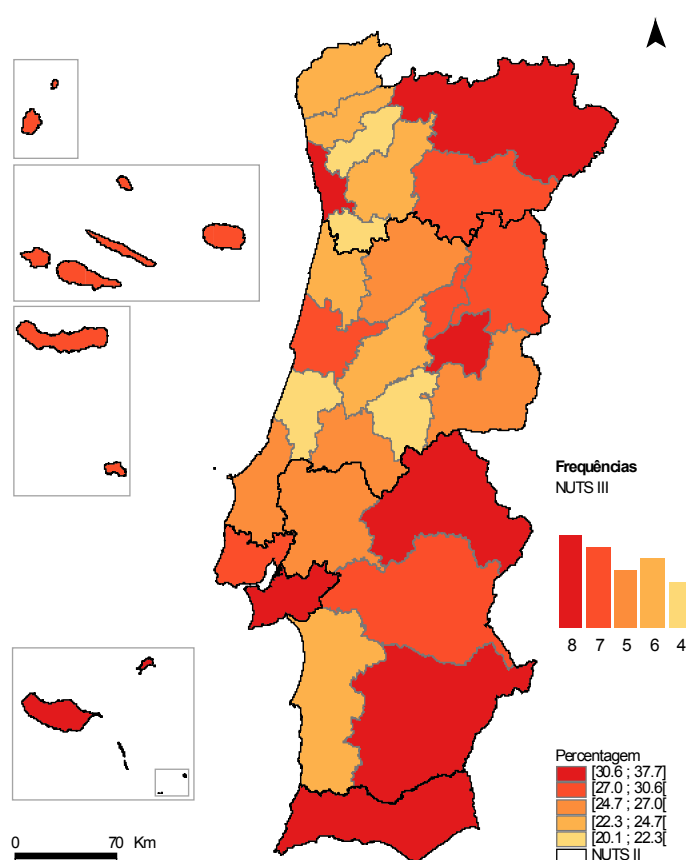 Frequências
NUTS III
8 7 5 6 4
Percentagem
[30.6 ; 37.7]
[27.0 ; 30.6[
[24.7 ; 27.0[
[22.3 ; 24.7[
[20.1 ; 22.3[
NUTS II
0 70 Km